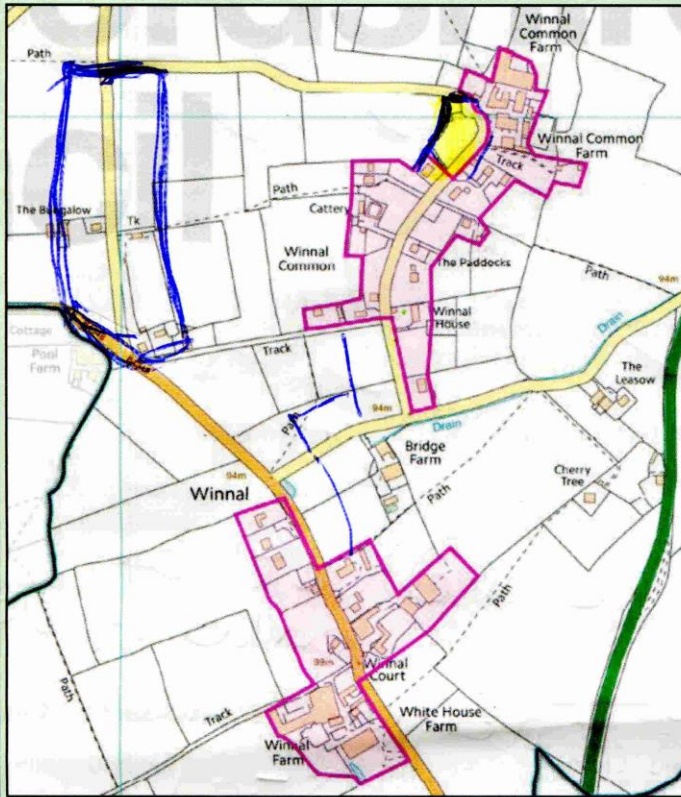 Winnal
Common
Farm
Path
Winnal Common
Farm
Track
Path
The Bungalow
Tk
Cattery
Winnal
Common
The Paddocks
Path
94m
Winnal
House
Drain
Cottage
Pool
Farm
Track
The
Leasow
94m
Path
Drain
Bridge
Farm
94m
Winnal
Path
Cherry
Tree
Path
99m
Winnal
Court
Path
Track
White House
Farm
Winnal
Farm